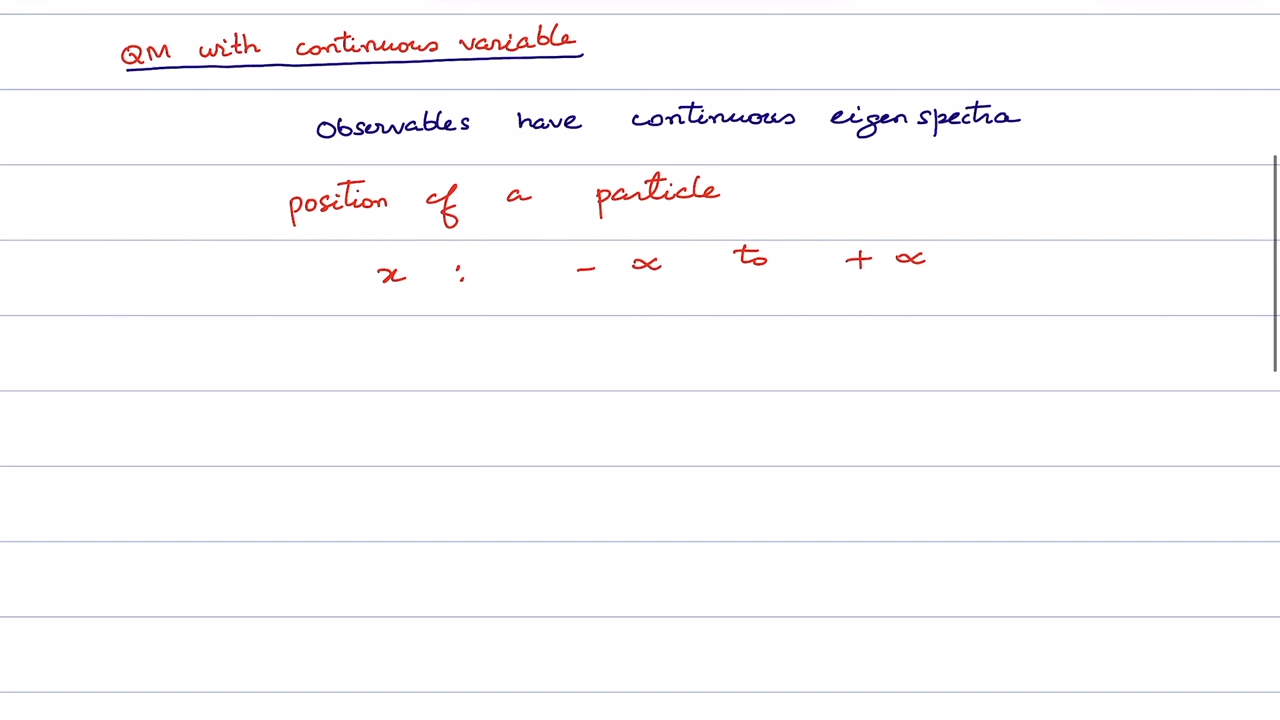 QM with continuous variable
Observables have continuous eigen spectra
position of a particle
x : - ∞ to + ∞